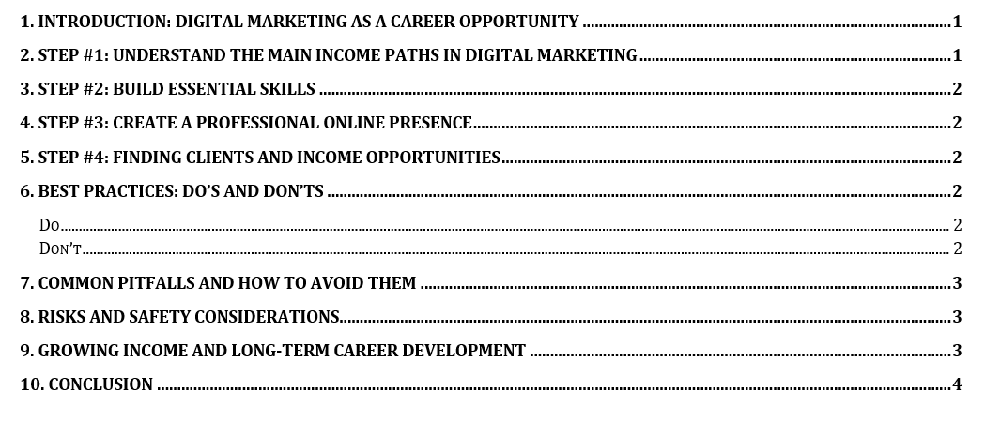 1. INTRODUCTION: DIGITAL MARKETING AS A CAREER OPPORTUNITY ........ 1
2. STEP #1: UNDERSTAND THE MAIN INCOME PATHS IN DIGITAL MARKETING ........ 1
3. STEP #2: BUILD ESSENTIAL SKILLS ........ 2
4. STEP #3: CREATE A PROFESSIONAL ONLINE PRESENCE ........ 2
5. STEP #4: FINDING CLIENTS AND INCOME OPPORTUNITIES ........ 2
6. BEST PRACTICES: DO’S AND DON’TS ........ 2
DO ........ 2
DON’T ........ 2
7. COMMON PITFALLS AND HOW TO AVOID THEM ........ 3
8. RISKS AND SAFETY CONSIDERATIONS ........ 3
9. GROWING INCOME AND LONG-TERM CAREER DEVELOPMENT ........ 3
10. CONCLUSION ........ 4